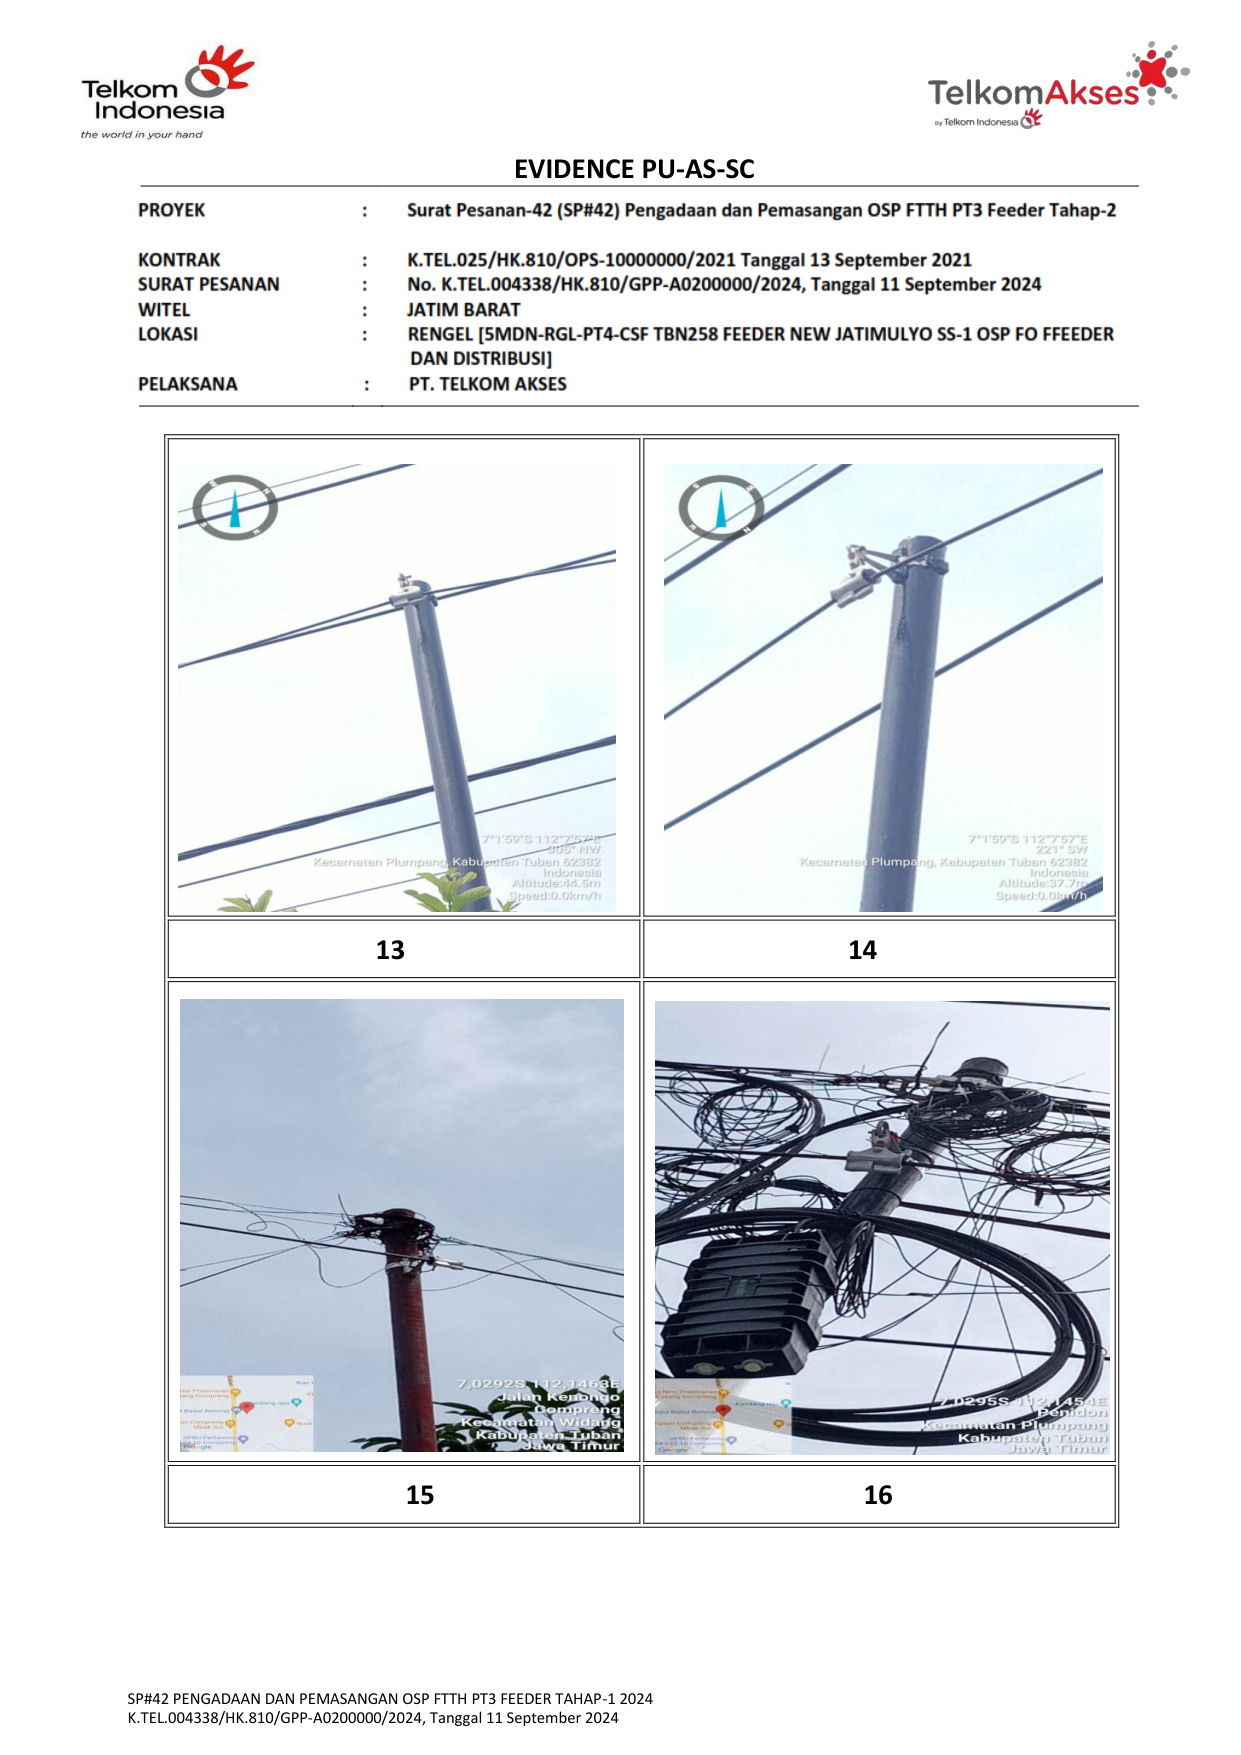 Telkom
Indonesia
the world in your hand
TelkomAkses
by Telkom Indonesia
EVIDENCE PU-AS-SC
PROYEK : Surat Pesanan-42 (SP#42) Pengadaan dan Pemasangan OSP FTTH PT3 Feeder Tahap-2
KONTRAK : K.TEL.025/HK.810/OPS-10000000/2021 Tanggal 13 September 2021
SURAT PESANAN : No. K.TEL.004338/HK.810/GPP-A0200000/2024, Tanggal 11 September 2024
WITEL : JATIM BARAT
LOKASI : RENGEL [5MDN-RGL-PT4-CSF TBN258 FEEDER NEW JATIMULYO SS-1 OSP FO FFEEDER
DAN DISTRIBUSI]
PELAKSANA : PT. TELKOM AKSES
7°1'59"S 112°7'57"E
NW
Kecamatan Plumpang, Kabupaten Tuban 62382
Indonesia
Altitude:44.5m
Speed:0.0km/h
7°1'59"S 112°7'57"E
221° SW
Kecamatan Plumpang, Kabupaten Tuban 62382
Indonesia
Altitude:37.7m
Speed:0.0km/h
13
14
7,0292S 112,1463E
Jalan Kenongo
Compreng
Kecamatan Widang
Kabupaten Tuban
Jawa Timur
Google
7,0295S 112,1454E
Penidon
Kecamatan Plumpang
Kabupaten Tuban
Jawa Timur
Google
15
16
SP#42 PENGADAAN DAN PEMASANGAN OSP FTTH PT3 FEEDER TAHAP-1 2024
K.TEL.004338/HK.810/GPP-A0200000/2024, Tanggal 11 September 2024